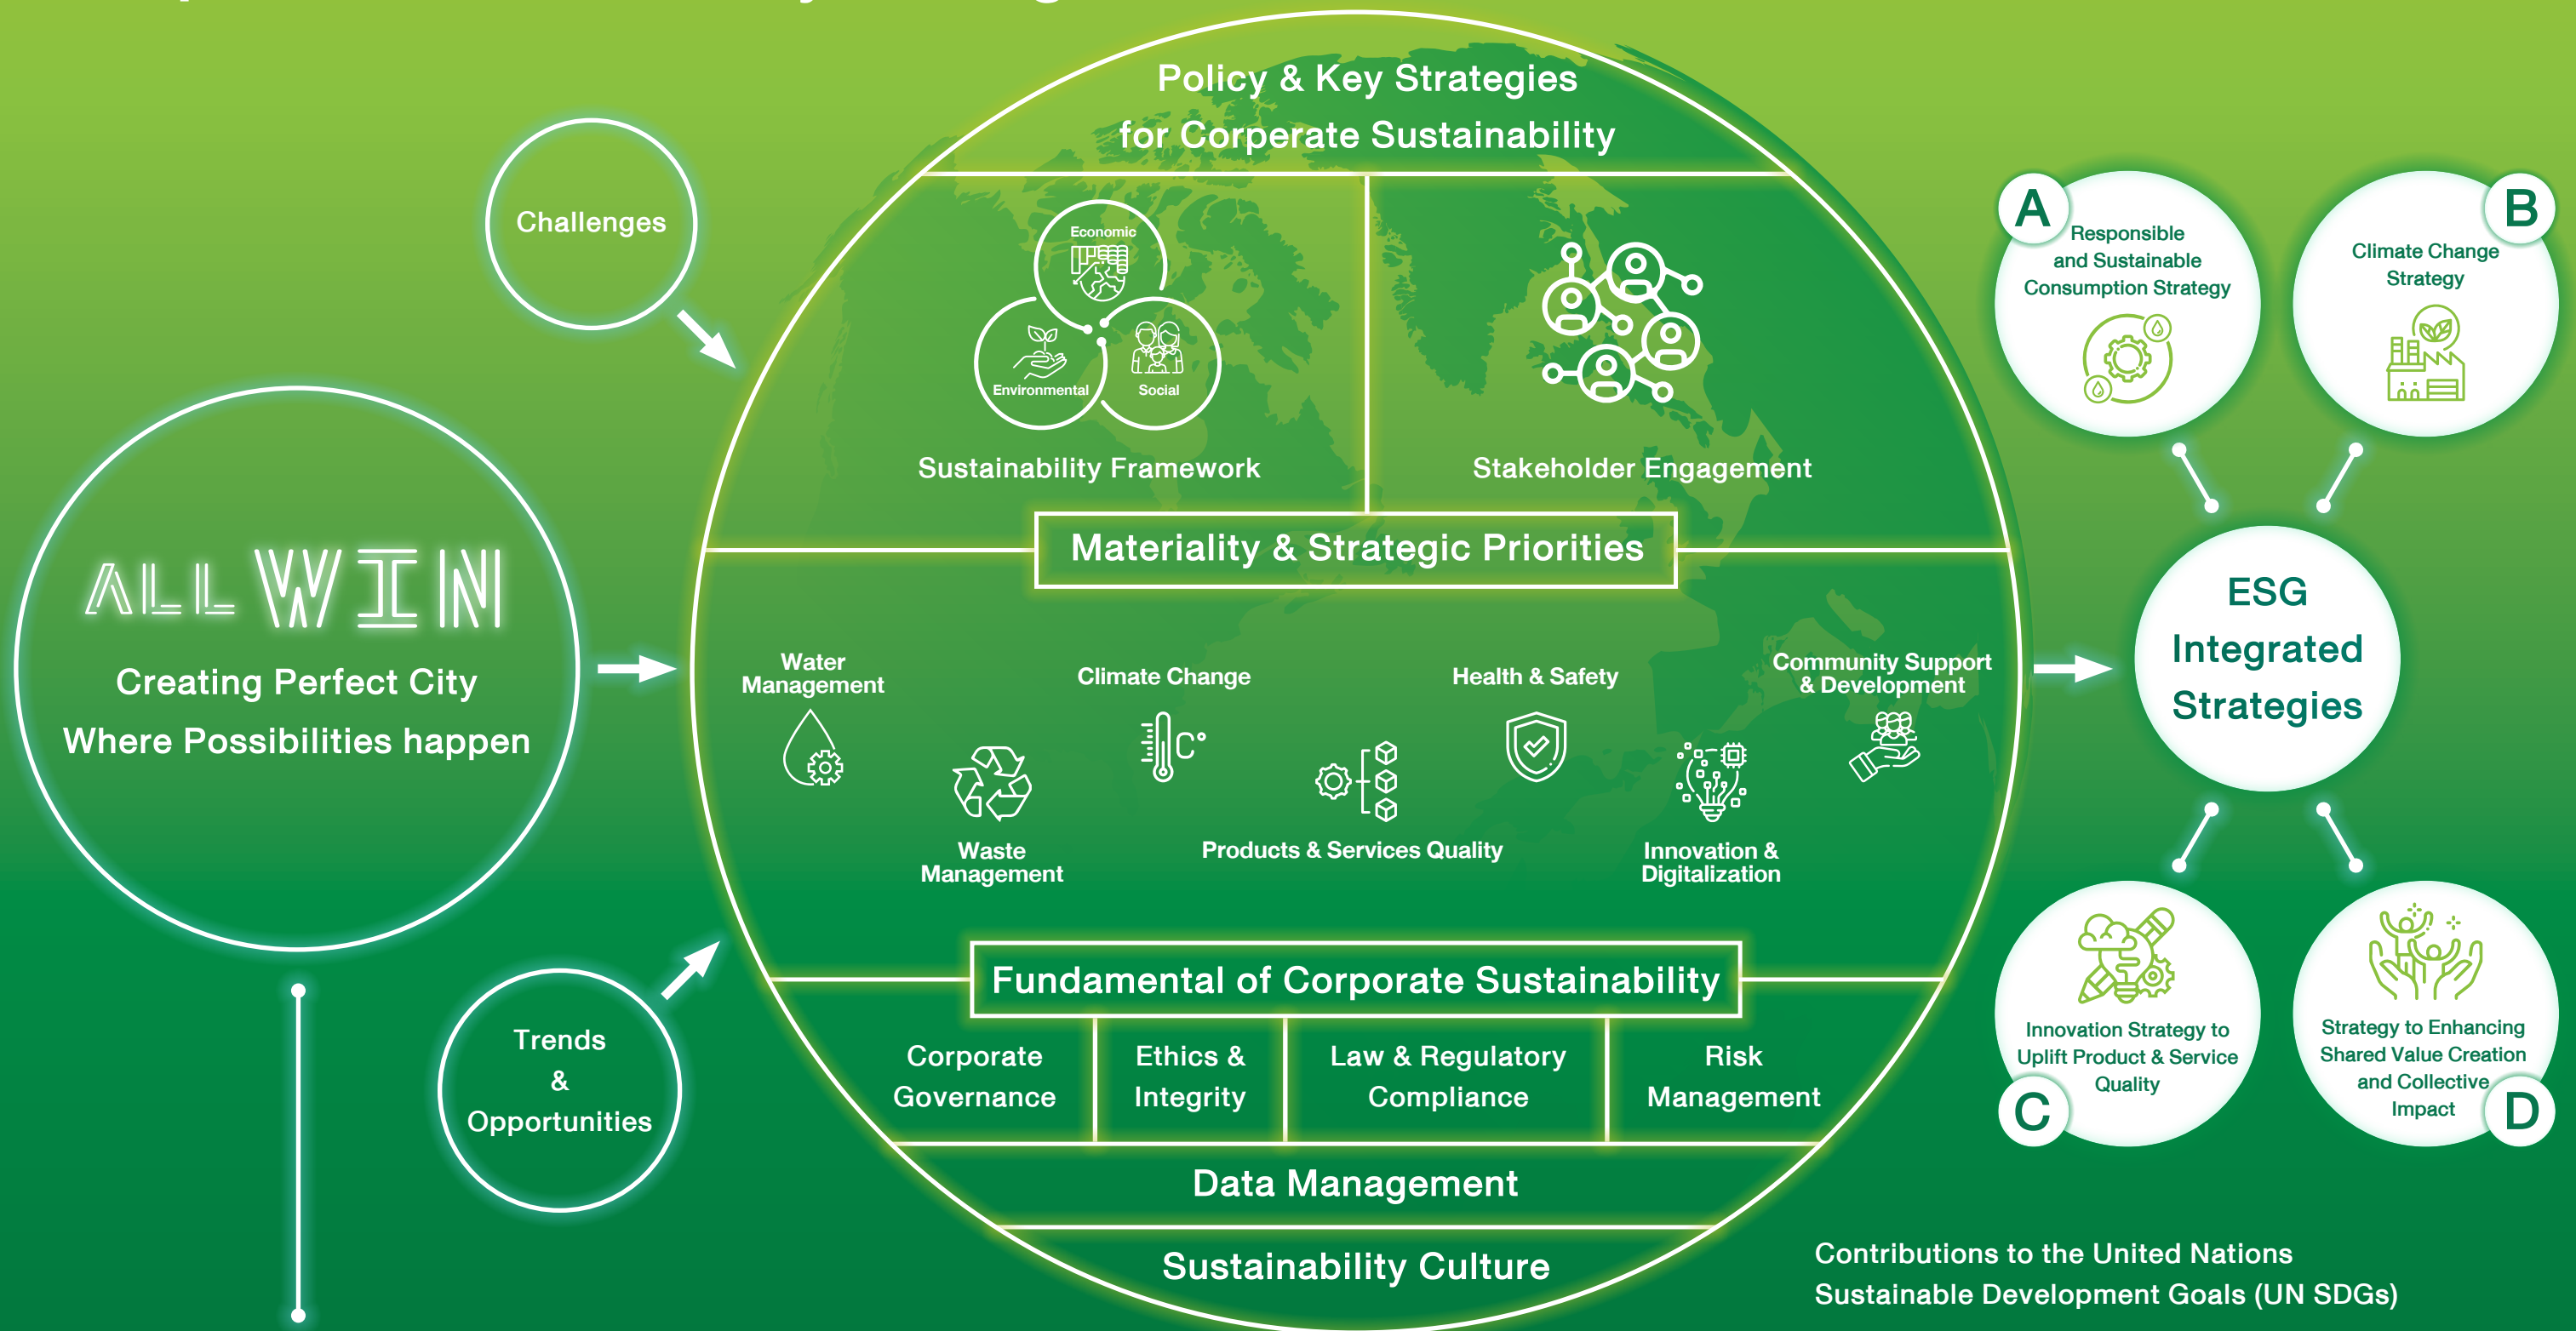 Policy & Key Strategies
for Corperate Sustainability
Challenges
Economic
Environmental
Social
Sustainability Framework
Stakeholder Engagement
Materiality & Strategic Priorities
ALL WIN
Creating Perfect City
Where Possibilities happen
Water
Management
Climate Change
C°
Health & Safety
Community Support
& Development
Waste
Management
Products & Services Quality
Innovation &
Digitalization
Fundamental of Corporate Sustainability
Corporate
Governance
Ethics &
Integrity
Law & Regulatory
Compliance
Risk
Management
Data Management
Sustainability Culture
Trends
&
Opportunities
A
Responsible
and Sustainable
Consumption Strategy
B
Climate Change
Strategy
ESG
Integrated
Strategies
Innovation Strategy to
Uplift Product & Service
Quality
C
Strategy to Enhancing
Shared Value Creation
and Collective
Impact
D
Contributions to the United Nations
Sustainable Development Goals (UN SDGs)